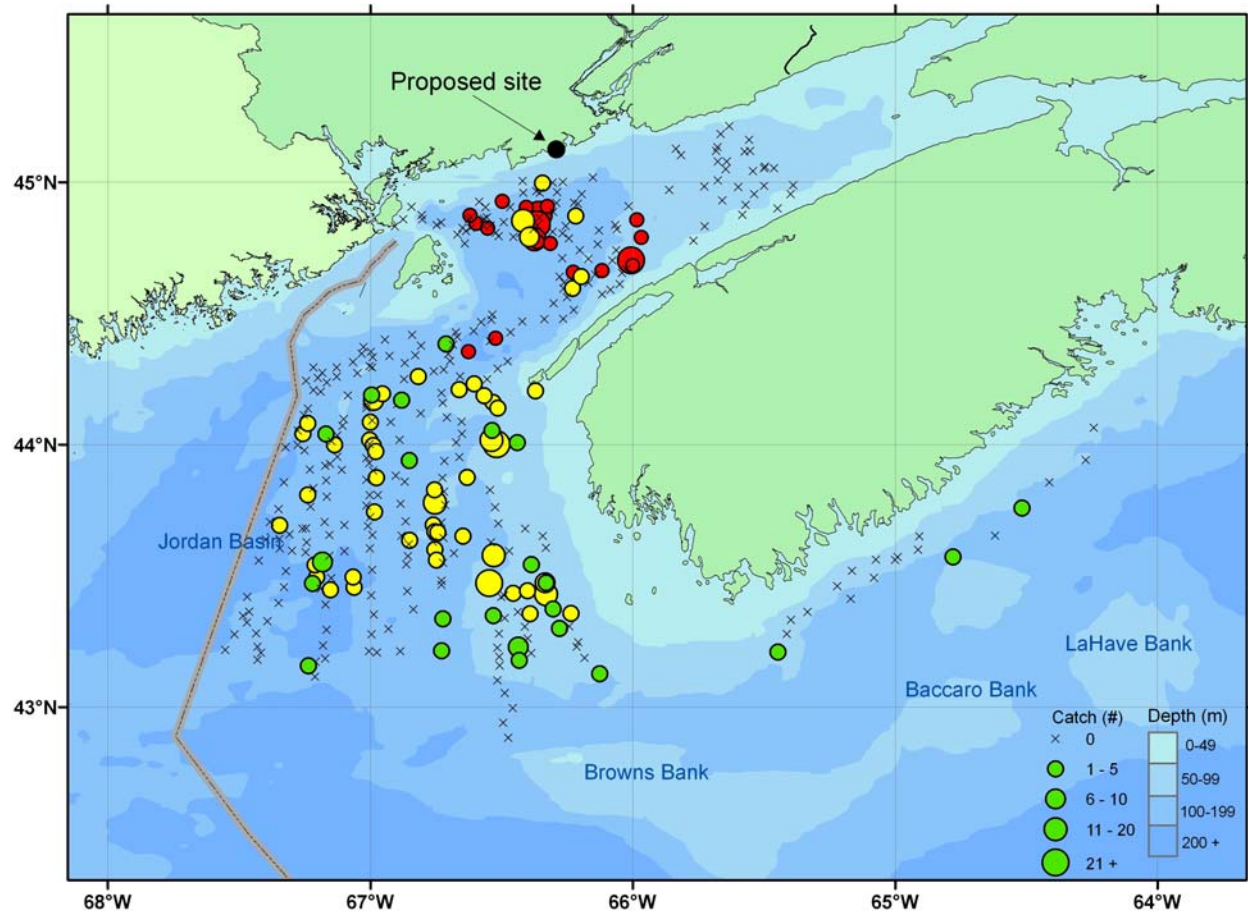 Proposed site
45°N
44°N
Jordan Basin
LaHave Bank
Baccaro Bank
43°N
Browns Bank
Catch (#)
0
1 - 5
6 - 10
11 - 20
21 +
Depth (m)
0-49
50-99
100-199
200 +
68°W
67°W
66°W
65°W
64°W